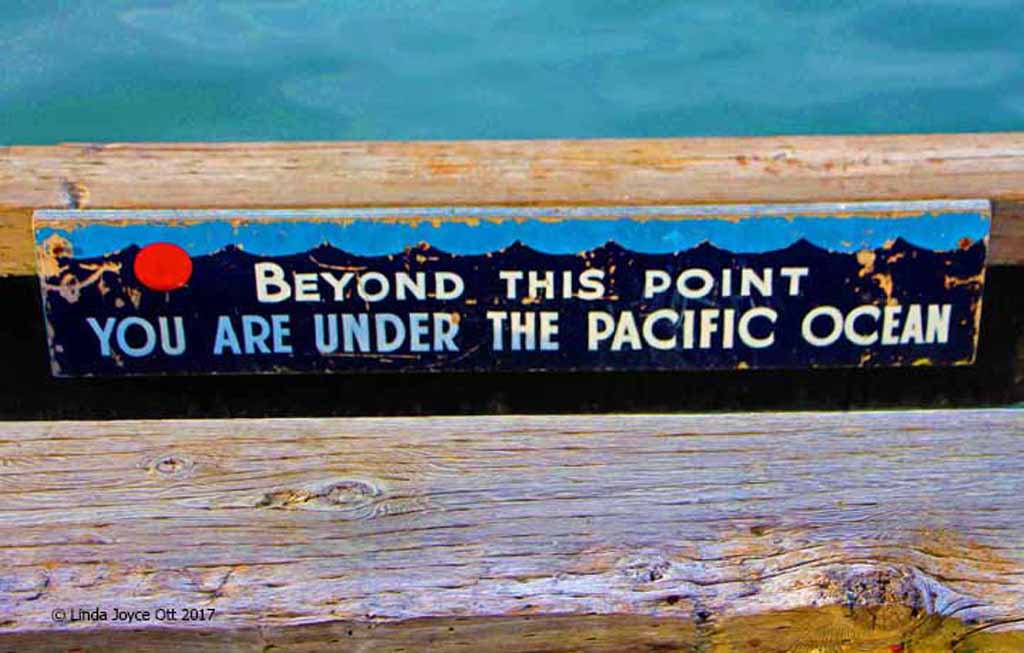 BEYOND THIS POINT
YOU ARE UNDER THE PACIFIC OCEAN
© Linda Joyce Ott 2017